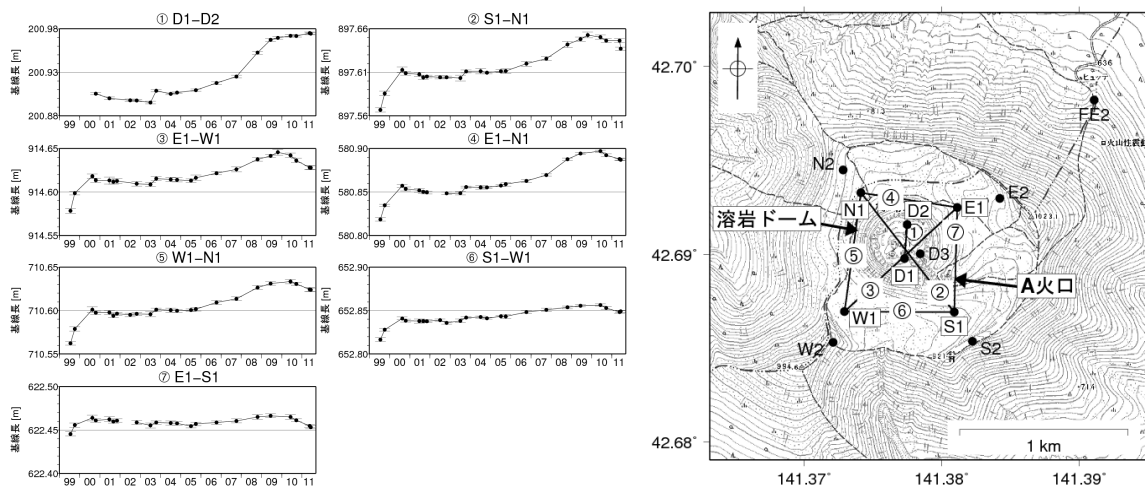 ① D1−D2
基線長 [m]
200.98
200.93
200.88
99 00 01 02 03 04 05 06 07 08 09 10 11
② S1−N1
基線長 [m]
897.66
897.61
897.56
99 00 01 02 03 04 05 06 07 08 09 10 11
③ E1−W1
基線長 [m]
914.65
914.60
914.55
99 00 01 02 03 04 05 06 07 08 09 10 11
④ E1−N1
基線長 [m]
580.90
580.85
580.80
99 00 01 02 03 04 05 06 07 08 09 10 11
⑤ W1−N1
基線長 [m]
710.65
710.60
710.55
99 00 01 02 03 04 05 06 07 08 09 10 11
⑥ S1−W1
基線長 [m]
652.90
652.85
652.80
99 00 01 02 03 04 05 06 07 08 09 10 11
⑦ E1−S1
基線長 [m]
622.50
622.45
622.40
99 00 01 02 03 04 05 06 07 08 09 10 11
42.70°
42.69°
42.68°
141.37° 141.38° 141.39°
636
ヒュッテ
FE2
N2
④
E2
N1
D2
E1
1023.1
溶岩ドーム
①
⑦
⑤
D3
D1
③
②
A火口
W1
⑥
S1
W2
S2
994.6
1 km